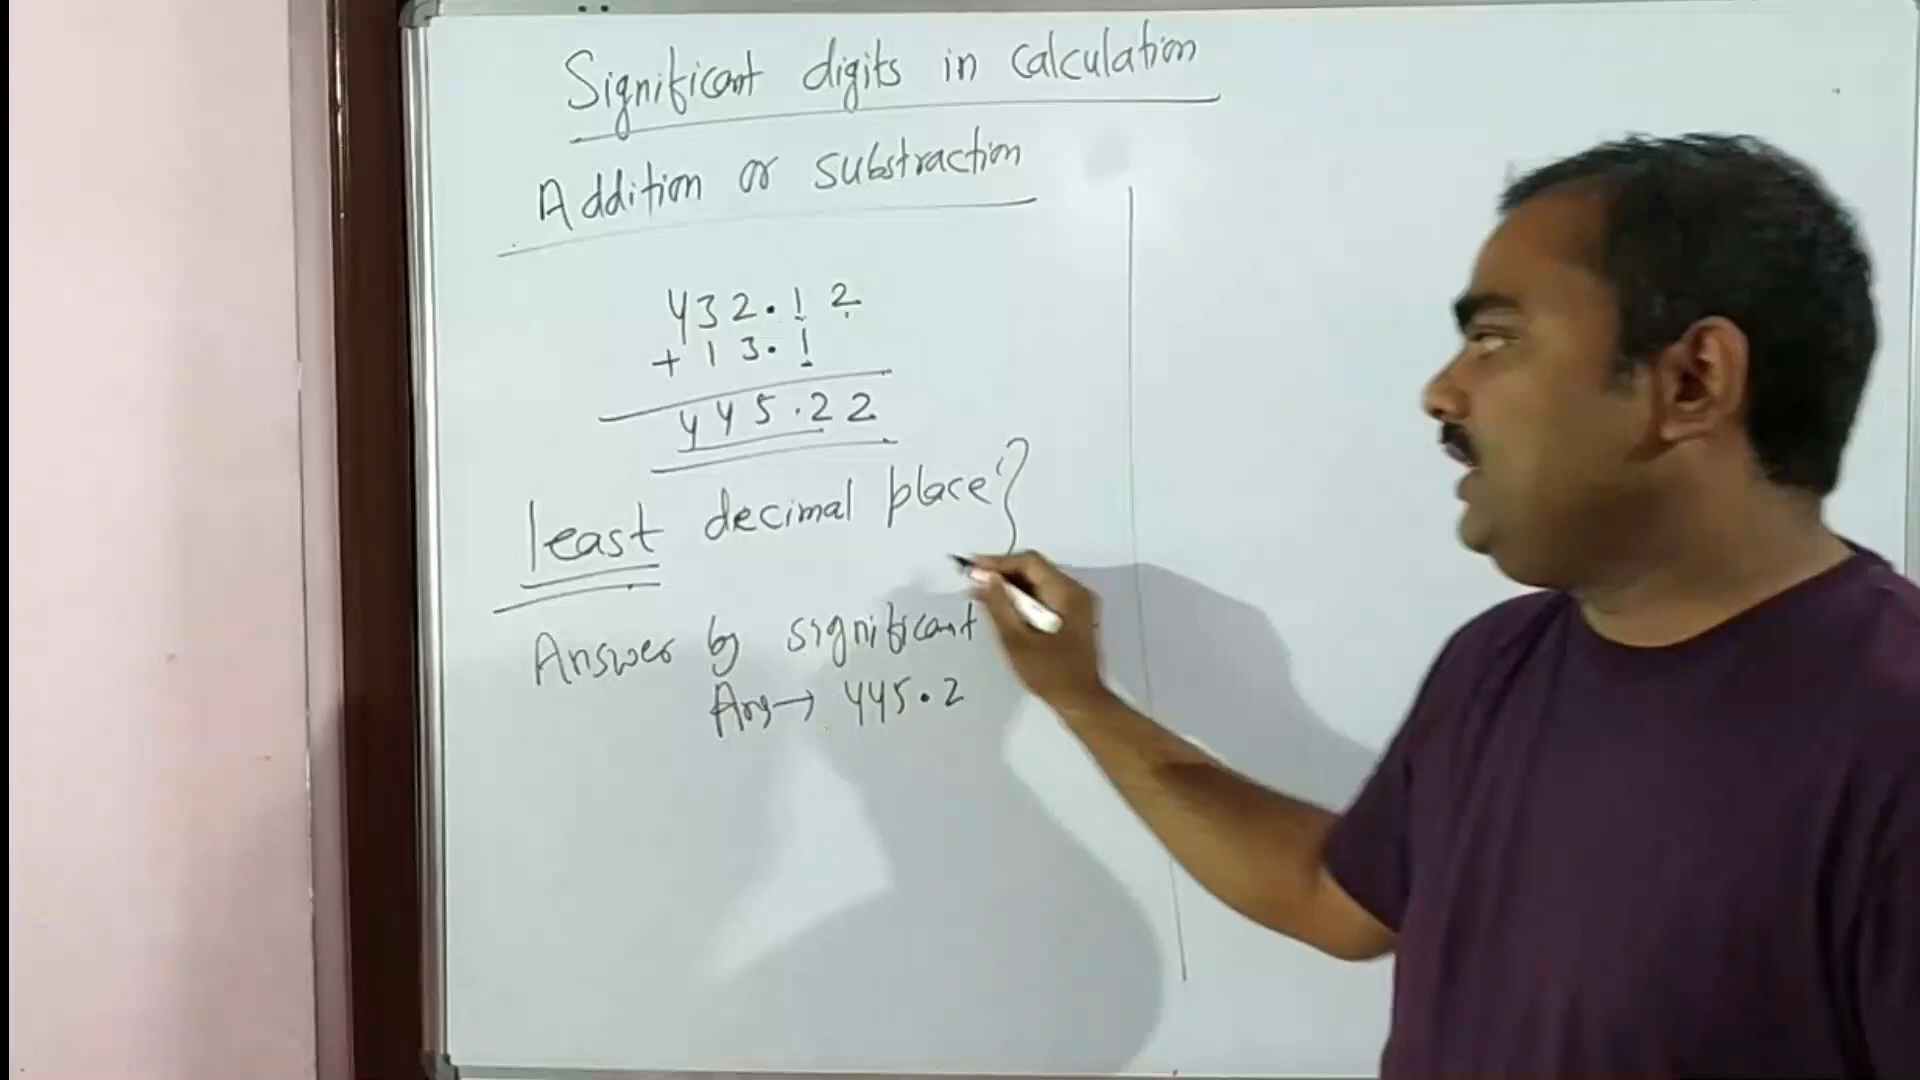 Significant digits in calculation
Addition or substraction
432.12
+ 13.1
445.22
least decimal place
Answer by significant
Ans → 445.2